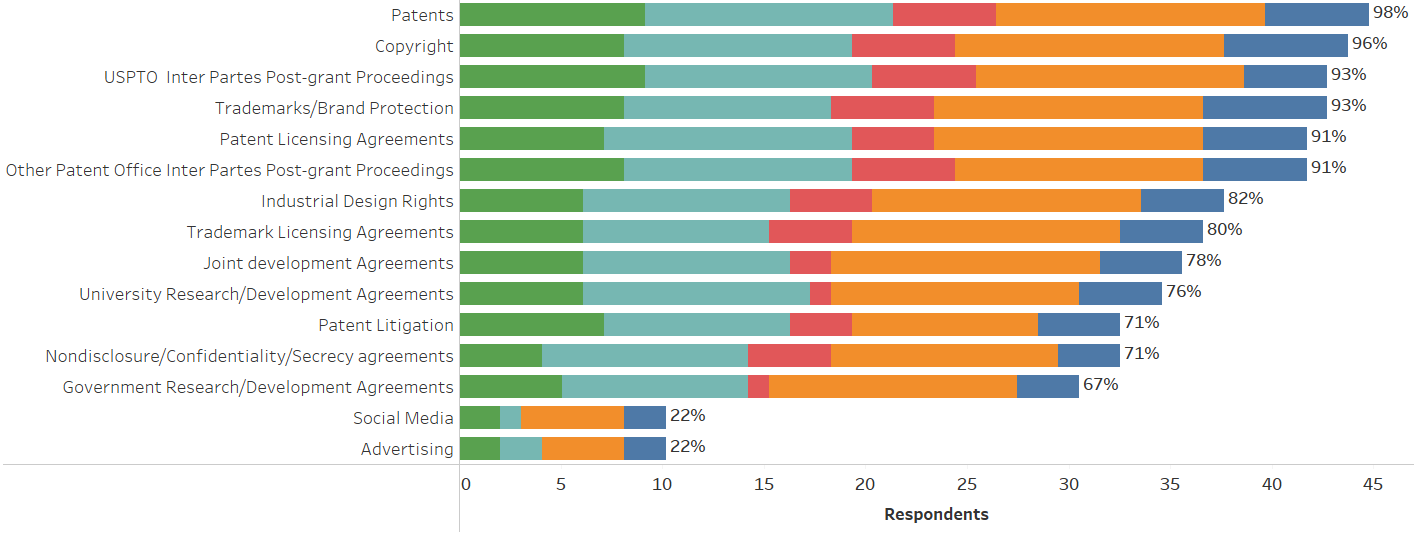 Patents 98%
Copyright 96%
USPTO  Inter Partes Post-grant Proceedings 93%
Trademarks/Brand Protection 93%
Patent Licensing Agreements 91%
Other Patent Office Inter Partes Post-grant Proceedings 91%
Industrial Design Rights 82%
Trademark Licensing Agreements 80%
Joint development Agreements 78%
University Research/Development Agreements 76%
Patent Litigation 71%
Nondisclosure/Confidentiality/Secrecy agreements 71%
Government Research/Development Agreements 67%
Social Media 22%
Advertising 22%
0 5 10 15 20 25 30 35 40 45
Respondents